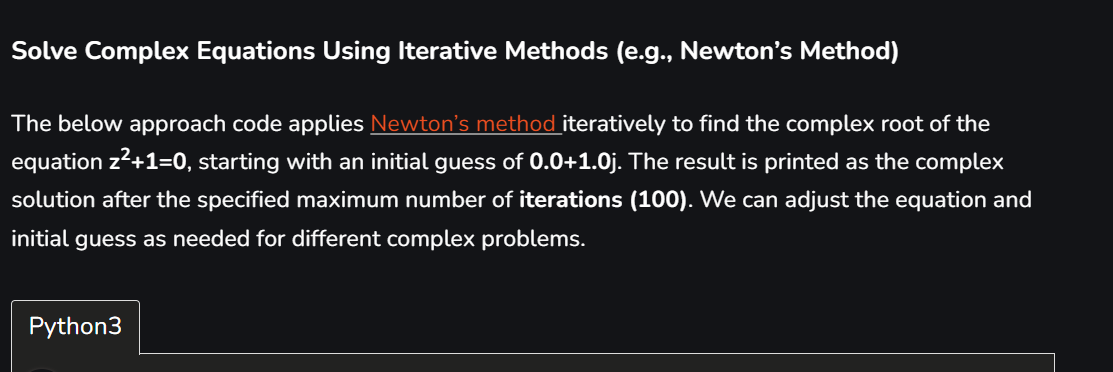 Solve Complex Equations Using Iterative Methods (e.g., Newton’s Method)
The below approach code applies Newton’s method iteratively to find the complex root of the
equation z²+1=0, starting with an initial guess of 0.0+1.0j. The result is printed as the complex
solution after the specified maximum number of iterations (100). We can adjust the equation and
initial guess as needed for different complex problems.
Python3